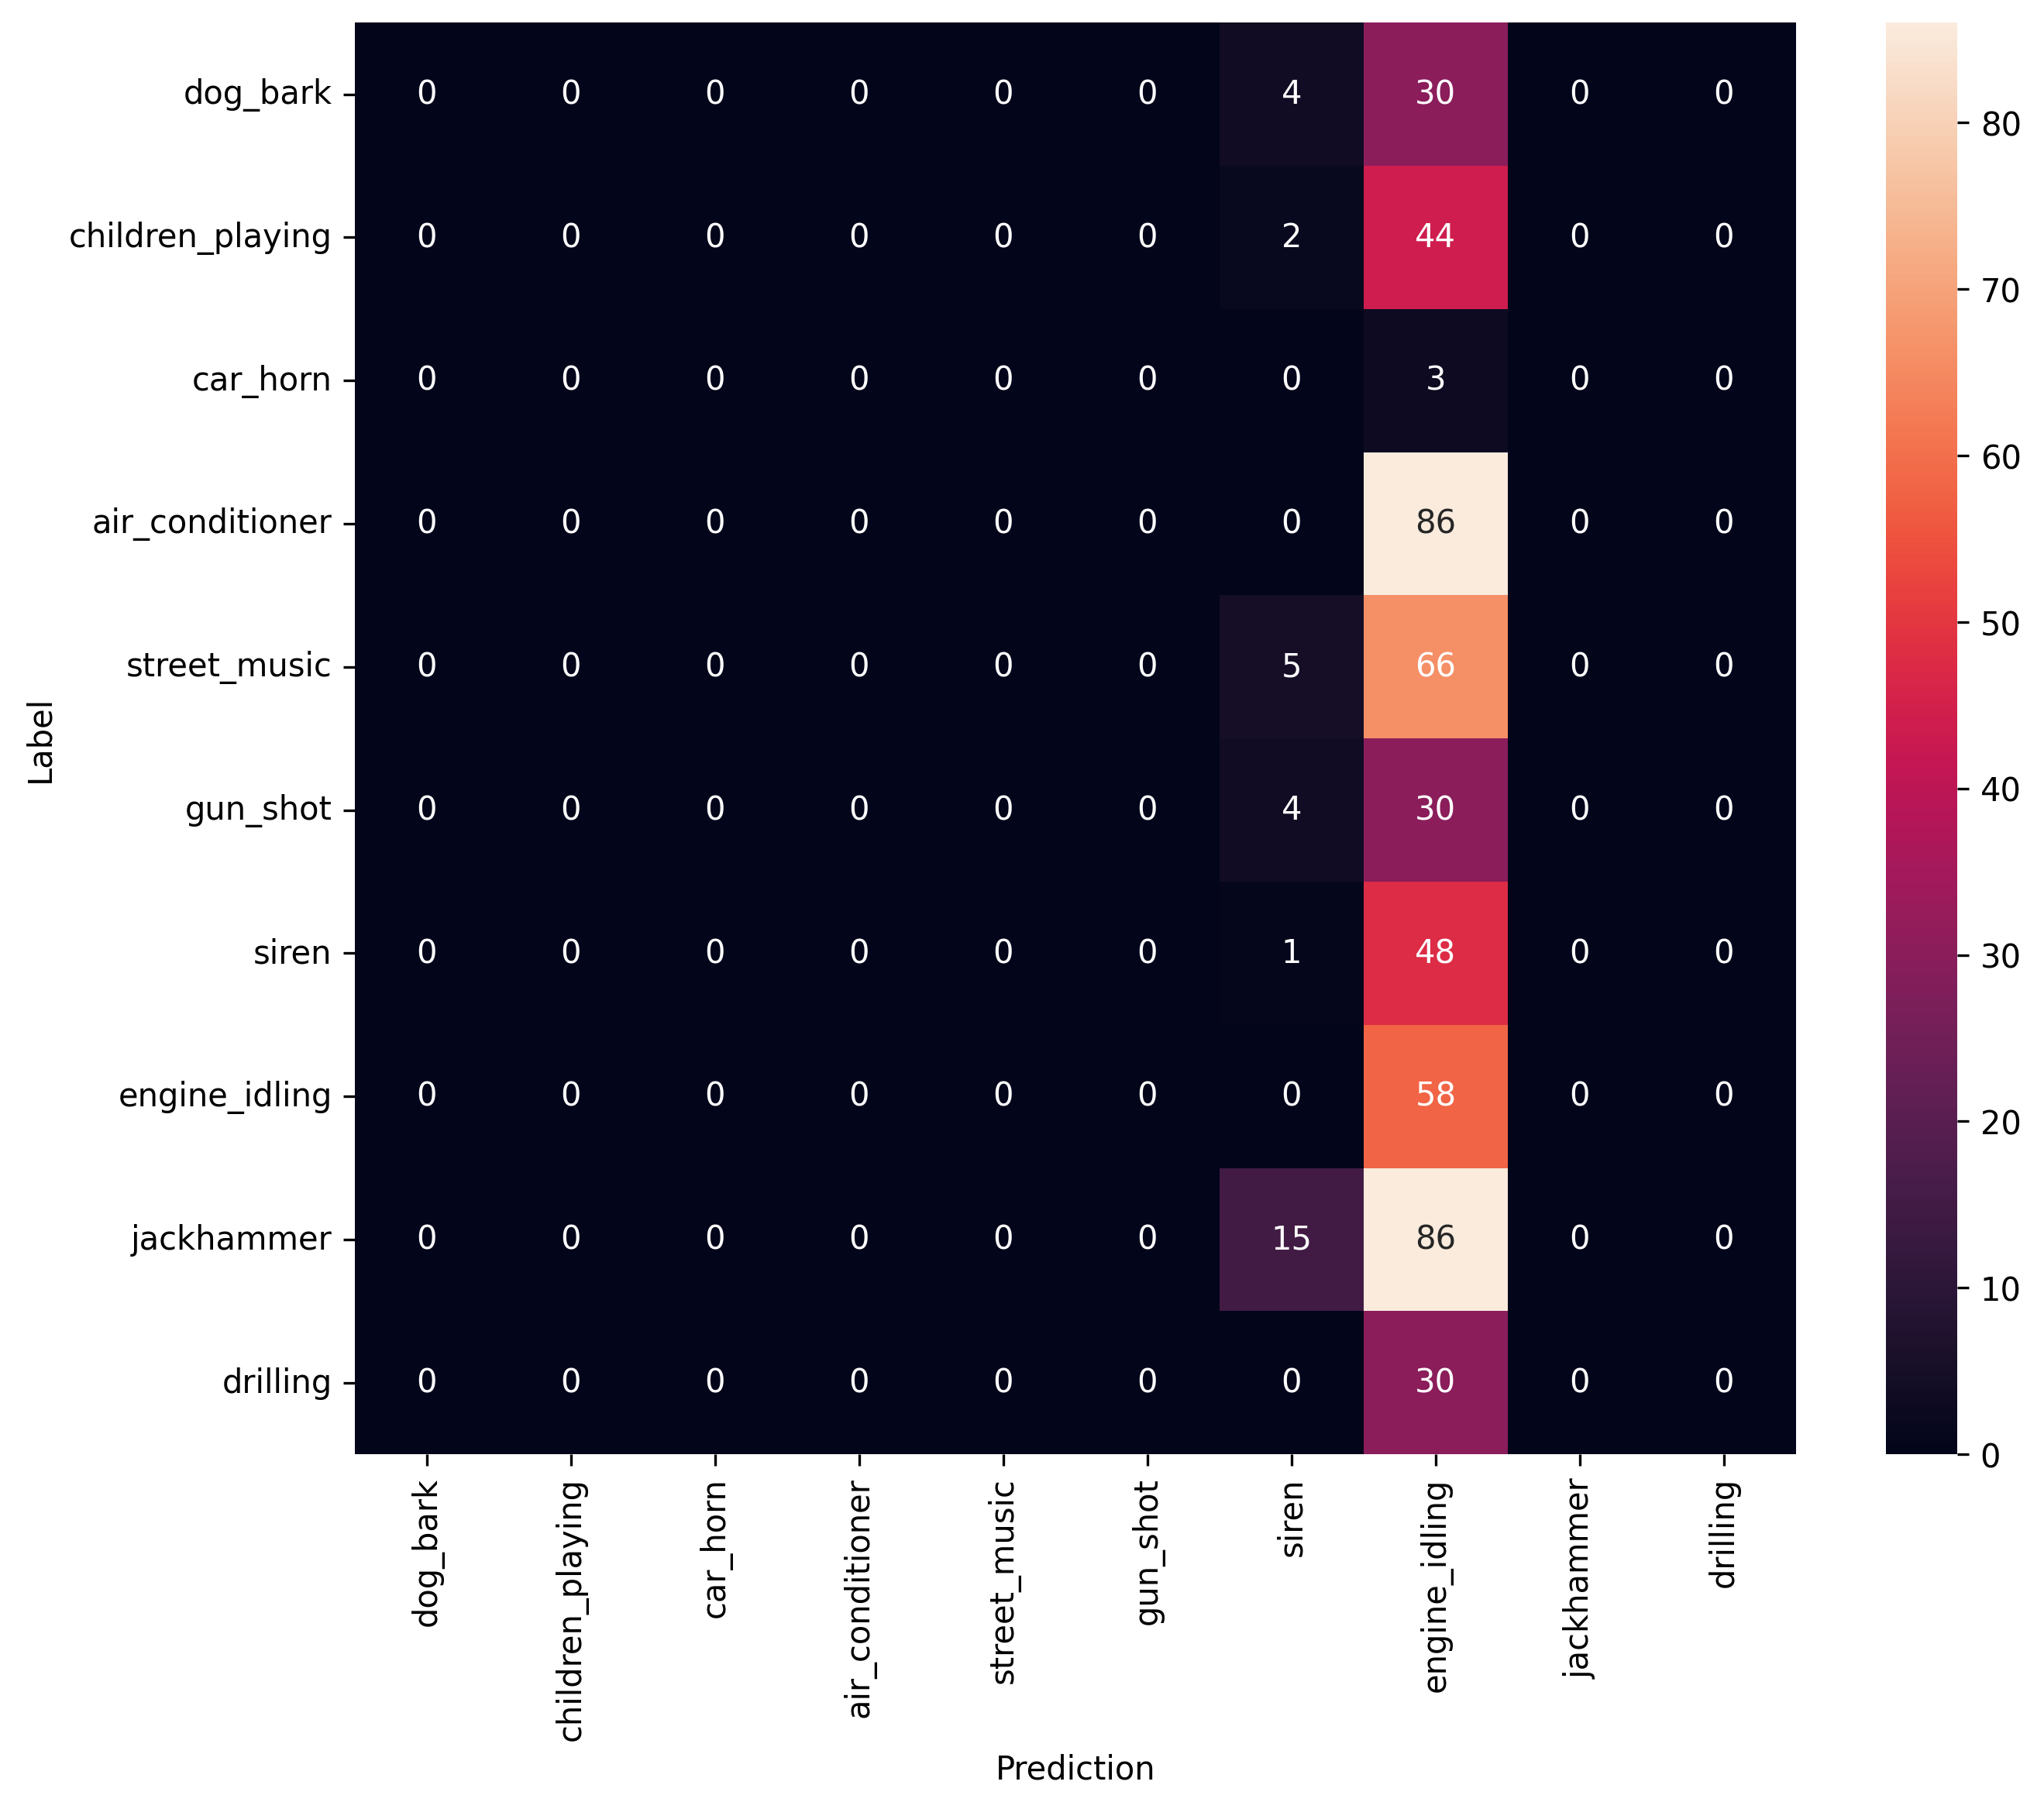 dog_bark 0 0 0 0 0 0 4 30 0 0
children_playing 0 0 0 0 0 0 2 44 0 0
car_horn 0 0 0 0 0 0 0 3 0 0
air_conditioner 0 0 0 0 0 0 0 86 0 0
street_music 0 0 0 0 0 0 5 66 0 0
gun_shot 0 0 0 0 0 0 4 30 0 0
siren 0 0 0 0 0 0 1 48 0 0
engine_idling 0 0 0 0 0 0 0 58 0 0
jackhammer 0 0 0 0 0 0 15 86 0 0
drilling 0 0 0 0 0 0 0 30 0 0
Label
dog_bark
children_playing
car_horn
air_conditioner
street_music
gun_shot
siren
engine_idling
jackhammer
drilling
Prediction
80
70
60
50
40
30
20
10
0